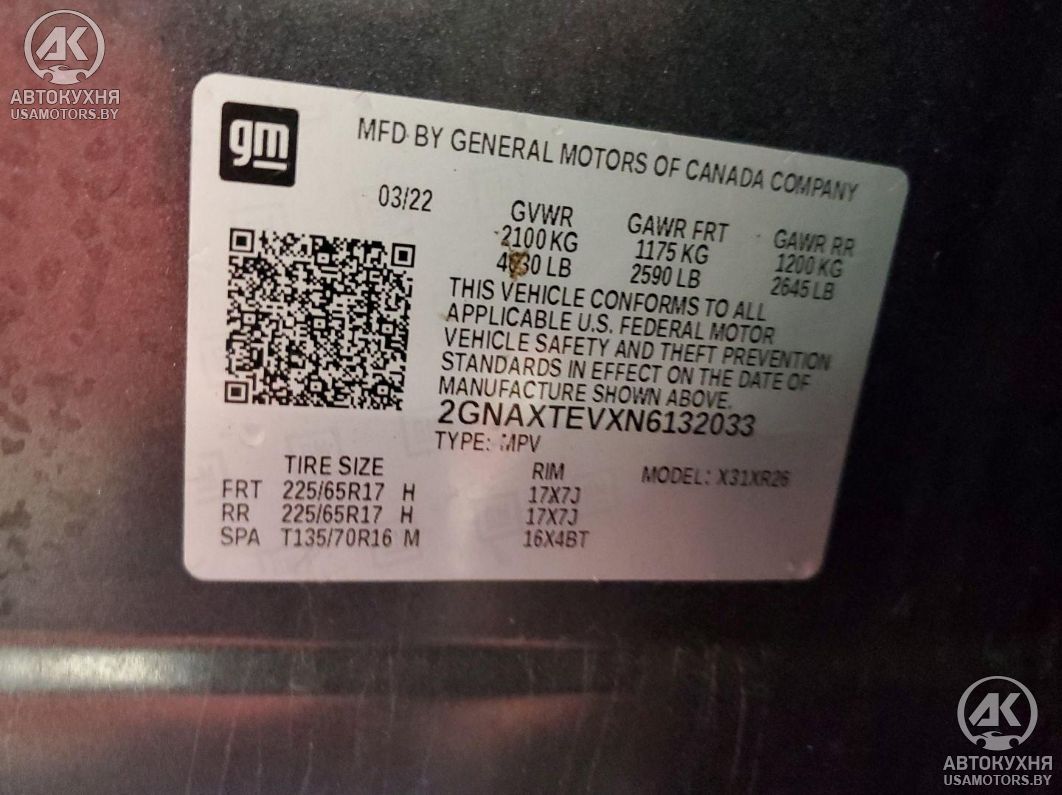 AK
АВТОКУХНЯ
USAMOTORS.BY
gm
MFD BY GENERAL MOTORS OF CANADA COMPANY
03/22
GVWR GAWR FRT GAWR RR
2100 KG 1175 KG 1200 KG
LB 2590 LB 2645 LB
THIS VEHICLE CONFORMS TO ALL
APPLICABLE U.S. FEDERAL MOTOR
VEHICLE SAFETY AND THEFT PREVENTION
STANDARDS IN EFFECT ON THE DATE OF
MANUFACTURE SHOWN ABOVE.
2GNAXTEVXN6132033
TYPE: MPV
TIRE SIZE RIM MODEL: X31XR26
FRT 225/65R17 H 17X7J
RR 225/65R17 H 17X7J
SPA T135/70R16 M 16X4BT
AK
АВТОКУХНЯ
USAMOTORS.BY